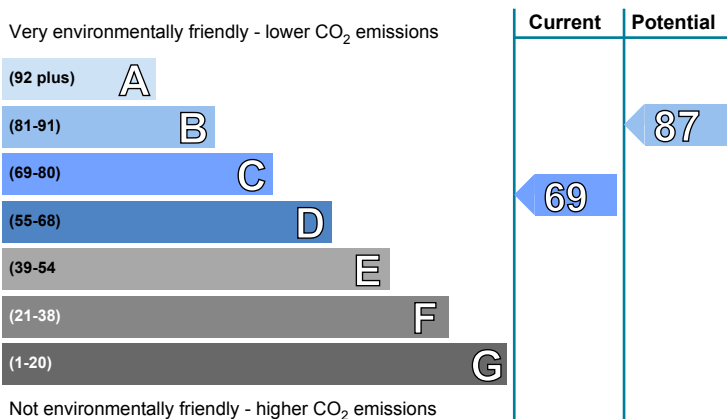 Very environmentally friendly - lower CO2 emissions
Current
Potential
(92 plus) A
(81-91) B
87
(69-80) C
69
(55-68) D
(39-54 E
(21-38) F
(1-20) G
Not environmentally friendly - higher CO2 emissions